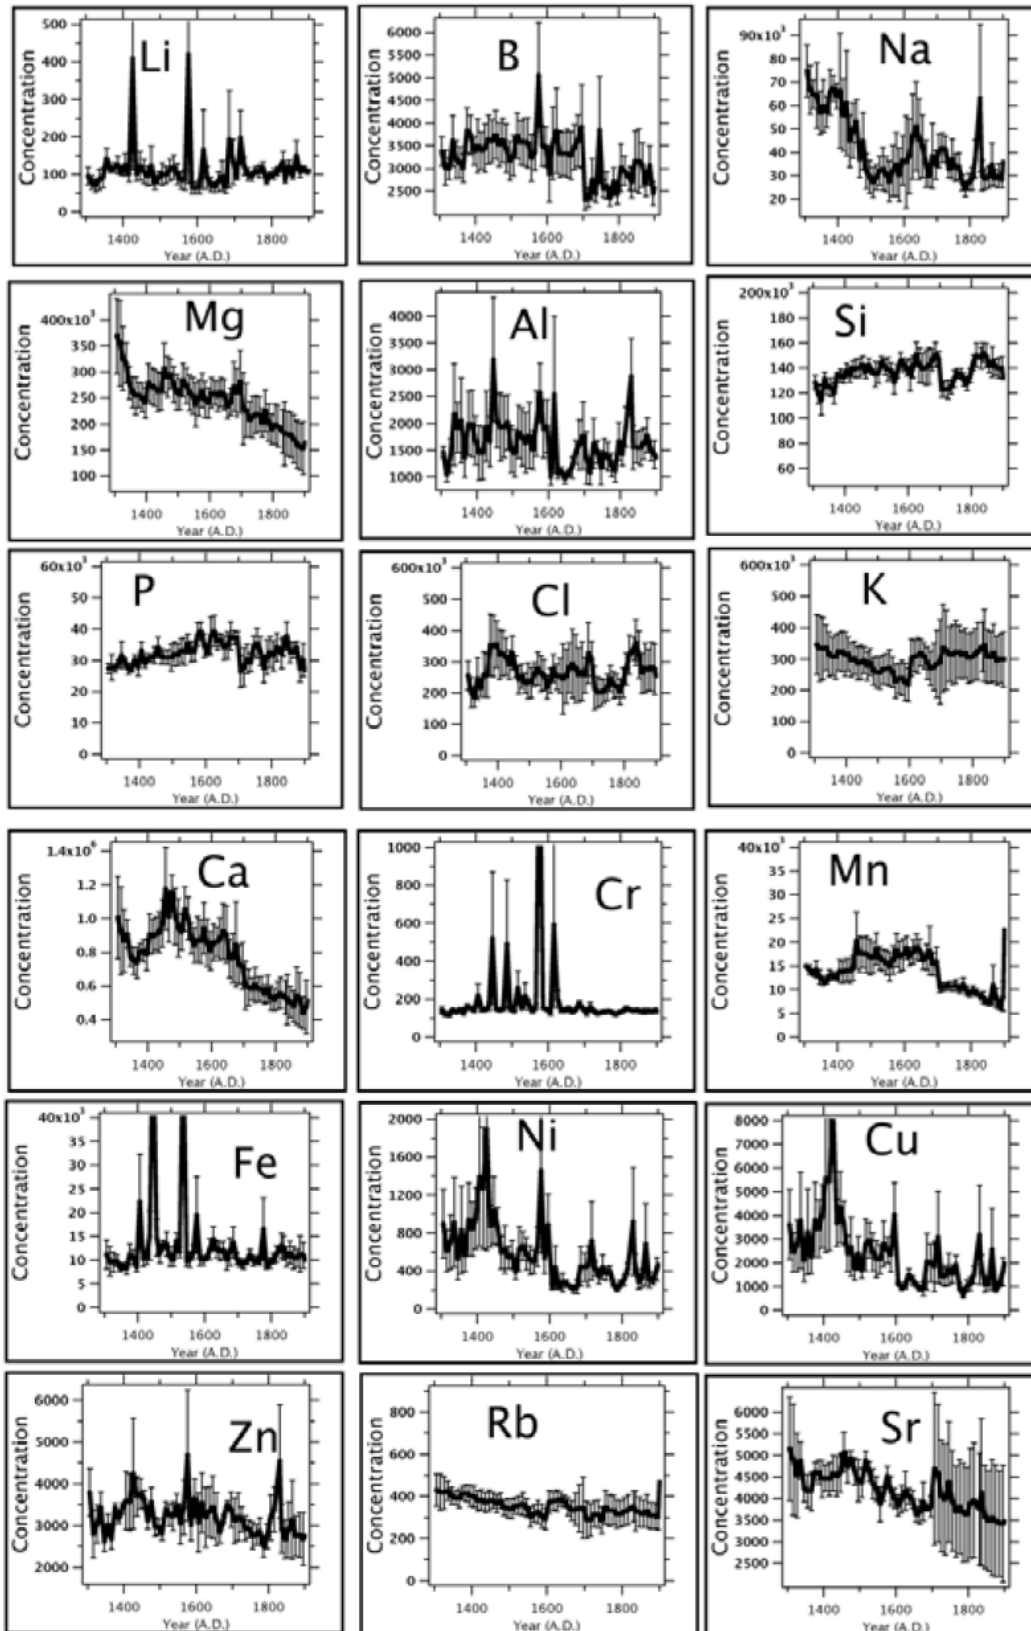 Li
Concentration
500
400
300
200
100
0
1400 1600 1800
Year (A.D.)
B
Concentration
6000
5500
5000
4500
4000
3500
3000
2500
1400 1600 1800
Year (A.D.)
Na
Concentration
90x10³
80
70
60
50
40
30
20
1400 1600 1800
Year (A.D.)
Mg
Concentration
400x10³
350
300
250
200
150
100
1400 1600 1800
Year (A.D.)
Al
Concentration
4000
3500
3000
2500
2000
1500
1000
1400 1600 1800
Year (A.D.)
Si
Concentration
200x10³
180
160
140
120
100
80
60
1400 1600 1800
Year (A.D.)
P
Concentration
60x10³
50
40
30
20
10
0
1400 1600 1800
Year (A.D.)
Cl
Concentration
600x10³
500
400
300
200
100
0
1400 1600 1800
Year (A.D.)
K
Concentration
600x10³
500
400
300
200
100
0
1400 1600 1800
Year (A.D.)
Ca
Concentration
1.4x10⁶
1.2
1.0
0.8
0.6
0.4
1400 1600 1800
Year (A.D.)
Cr
Concentration
1000
800
600
400
200
0
1400 1600 1800
Year (A.D.)
Mn
Concentration
40x10³
35
30
25
20
15
10
5
0
1400 1600 1800
Year (A.D.)
Fe
Concentration
40x10³
35
30
25
20
15
10
5
0
1400 1600 1800
Year (A.D.)
Ni
Concentration
2000
1600
1200
800
400
0
1400 1600 1800
Year (A.D.)
Cu
Concentration
8000
7000
6000
5000
4000
3000
2000
1000
0
1400 1600 1800
Year (A.D.)
Zn
Concentration
6000
5000
4000
3000
2000
1400 1600 1800
Year (A.D.)
Rb
Concentration
800
600
400
200
0
1400 1600 1800
Year (A.D.)
Sr
Concentration
6000
5500
5000
4500
4000
3500
3000
2500
1400 1600 1800
Year (A.D.)